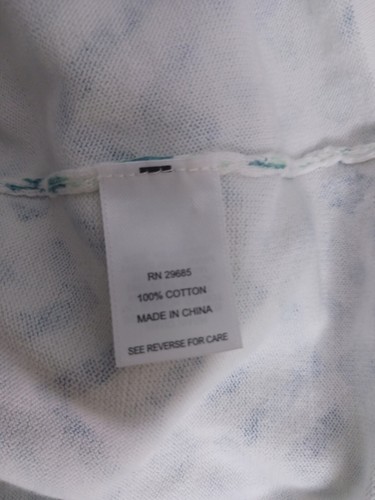 RN 29685
100% COTTON
MADE IN CHINA
SEE REVERSE FOR CARE